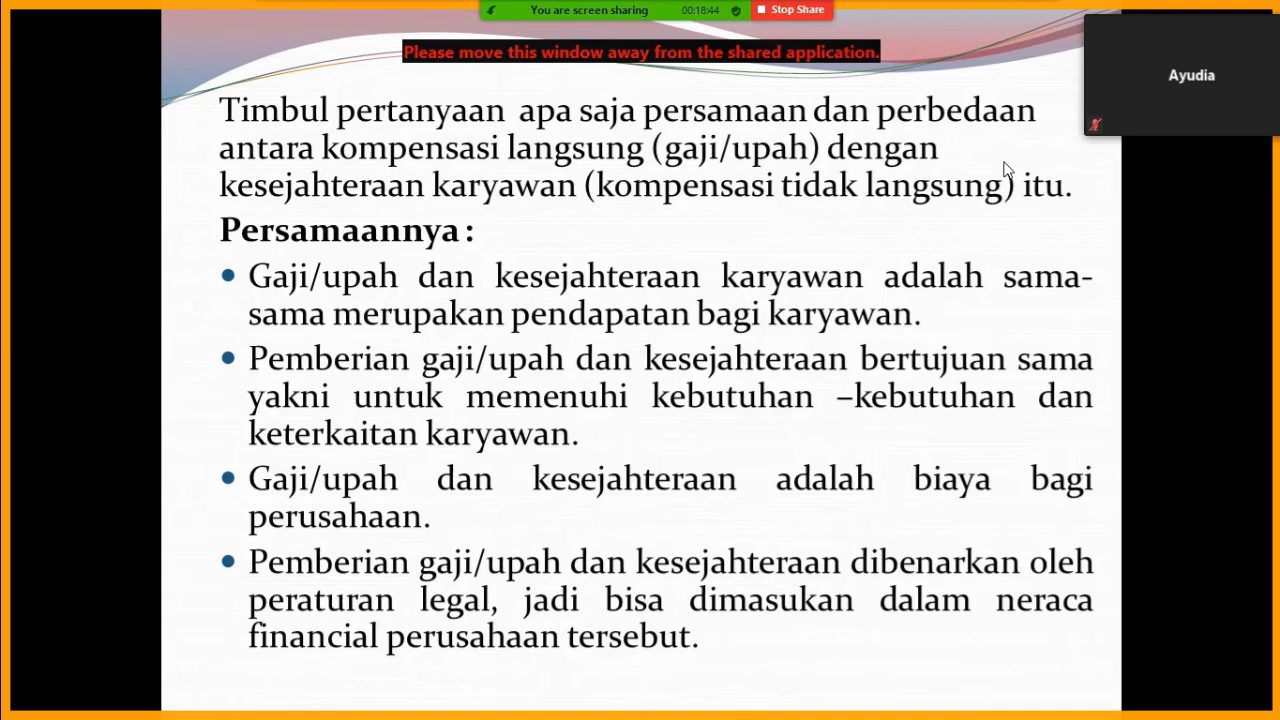 You are screen sharing 00:18:44 Stop Share
Please move this window away from the shared application.
Ayudia
Timbul pertanyaan apa saja persamaan dan perbedaan
antara kompensasi langsung (gaji/upah) dengan
kesejahteraan karyawan (kompensasi tidak langsung) itu.
Persamaannya :
• Gaji/upah dan kesejahteraan karyawan adalah sama-
sama merupakan pendapatan bagi karyawan.
• Pemberian gaji/upah dan kesejahteraan bertujuan sama
yakni untuk memenuhi kebutuhan –kebutuhan dan
keterkaitan karyawan.
• Gaji/upah dan kesejahteraan adalah biaya bagi
perusahaan.
• Pemberian gaji/upah dan kesejahteraan dibenarkan oleh
peraturan legal, jadi bisa dimasukan dalam neraca
financial perusahaan tersebut.